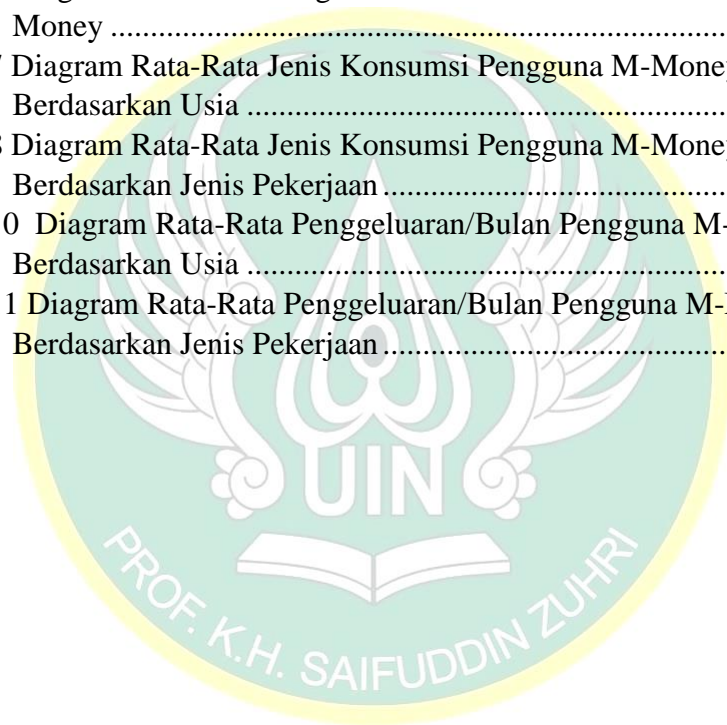 Money ........................................................................................
7 Diagram Rata-Rata Jenis Konsumsi Pengguna M-Money
Berdasarkan Usia ....................................................................
8 Diagram Rata-Rata Jenis Konsumsi Pengguna M-Money
Berdasarkan Jenis Pekerjaan ..................................................
0 Diagram Rata-Rata Penggeluaran/Bulan Pengguna M-
Berdasarkan Usia ....................................................................
1 Diagram Rata-Rata Penggeluaran/Bulan Pengguna M-
Berdasarkan Jenis Pekerjaan ..................................................
UIN
PROF. K.H. SAIFUDDIN ZUHRI